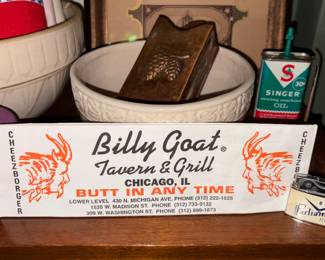 CHEEZBORGER
Billy Goat®
Tavern & Grill
CHICAGO, IL
BUTT IN ANY TIME
LOWER LEVEL 430 N. MICHIGAN AVE. PHONE (312) 222-1525
1535 W. MADISON ST. PHONE (312) 733-9132
309 W. WASHINGTON ST. PHONE (312) 899-1873
CHEEZBORGER
S
30¢
SINGER
OIL